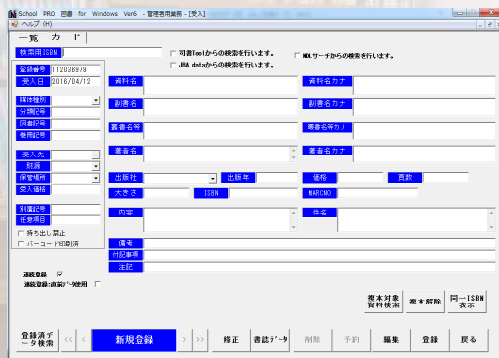 School PRO 図書 for Windows Ver6 - 管理者用業務 - [受入]
ヘルプ (H)
一覧 カード
検索用ISBN
司書Toolからの検索を行います。 NDLサーチからの検索を行います。
JBA dataからの検索を行います。
登録番号 112036979
受入日 2016/04/12
資料名 資料名カナ
媒体種別
分類記号
図書記号
巻冊記号
副書名 副書名カナ
叢書名等 叢書名等カナ
受入先
財源
保管場所
受入価格
著者名 著者名カナ
出版社 出版年 価格 頁数
大きさ ISBN MARCNO
別置記号
任意項目
内容 件名
持ち出し禁止
バーコード印刷済
備考
付記事項
注記
連続登録
連続登録:直前データ使用
複本対象資料検索 複本解除 同一ISBN表示
登録済データ検索 << < 新規登録 > >> 修正 書誌データ 削除 予約 編集 登録 戻る